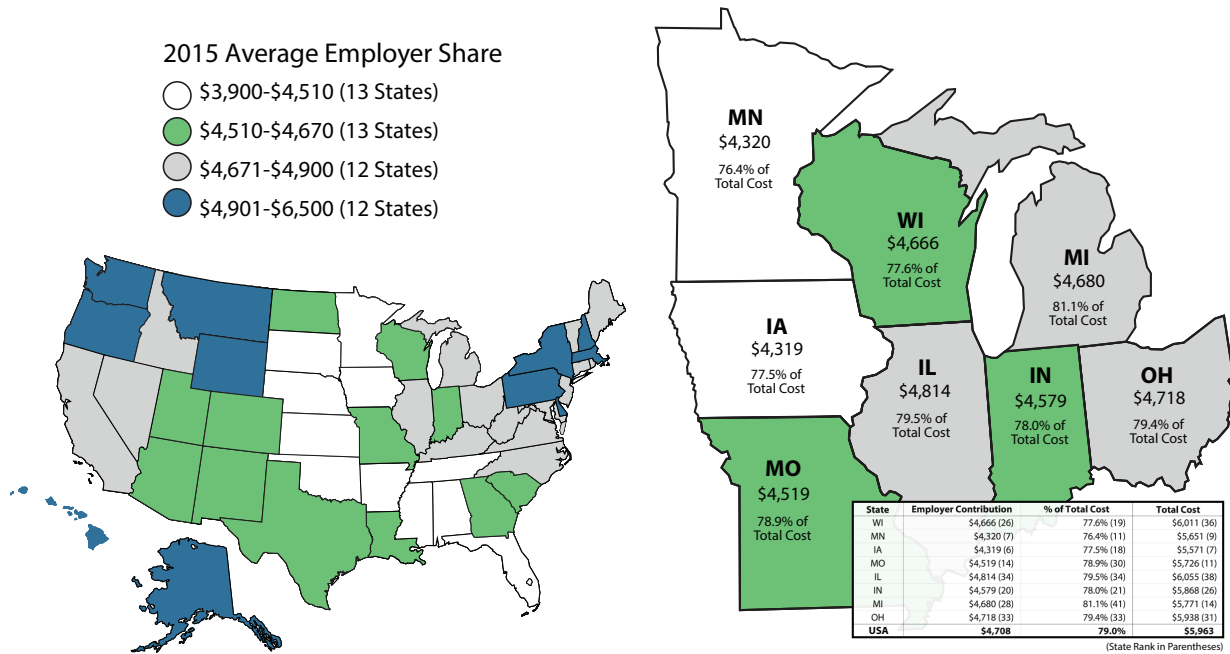 2015 Average Employer Share
$3,900-$4,510 (13 States)
$4,510-$4,670 (13 States)
$4,671-$4,900 (12 States)
$4,901-$6,500 (12 States)
MN
$4,320
76.4% of
Total Cost
WI
$4,666
77.6% of
Total Cost
MI
$4,680
81.1% of
Total Cost
IA
$4,319
77.5% of
Total Cost
IL
$4,814
79.5% of
Total Cost
IN
$4,579
78.0% of
Total Cost
OH
$4,718
79.4% of
Total Cost
MO
$4,519
78.9% of
Total Cost
State Employer Contribution % of Total Cost Total Cost
WI $4,666 (26) 77.6% (19) $6,011 (36)
MN $4,320 (7) 76.4% (11) $5,651 (9)
IA $4,319 (6) 77.5% (18) $5,571 (7)
MO $4,519 (14) 78.9% (30) $5,726 (11)
IL $4,814 (34) 79.5% (34) $6,055 (38)
IN $4,579 (20) 78.0% (21) $5,868 (26)
MI $4,680 (28) 81.1% (41) $5,771 (14)
OH $4,718 (33) 79.4% (33) $5,938 (31)
USA $4,708 79.0% $5,963
(State Rank in Parentheses)